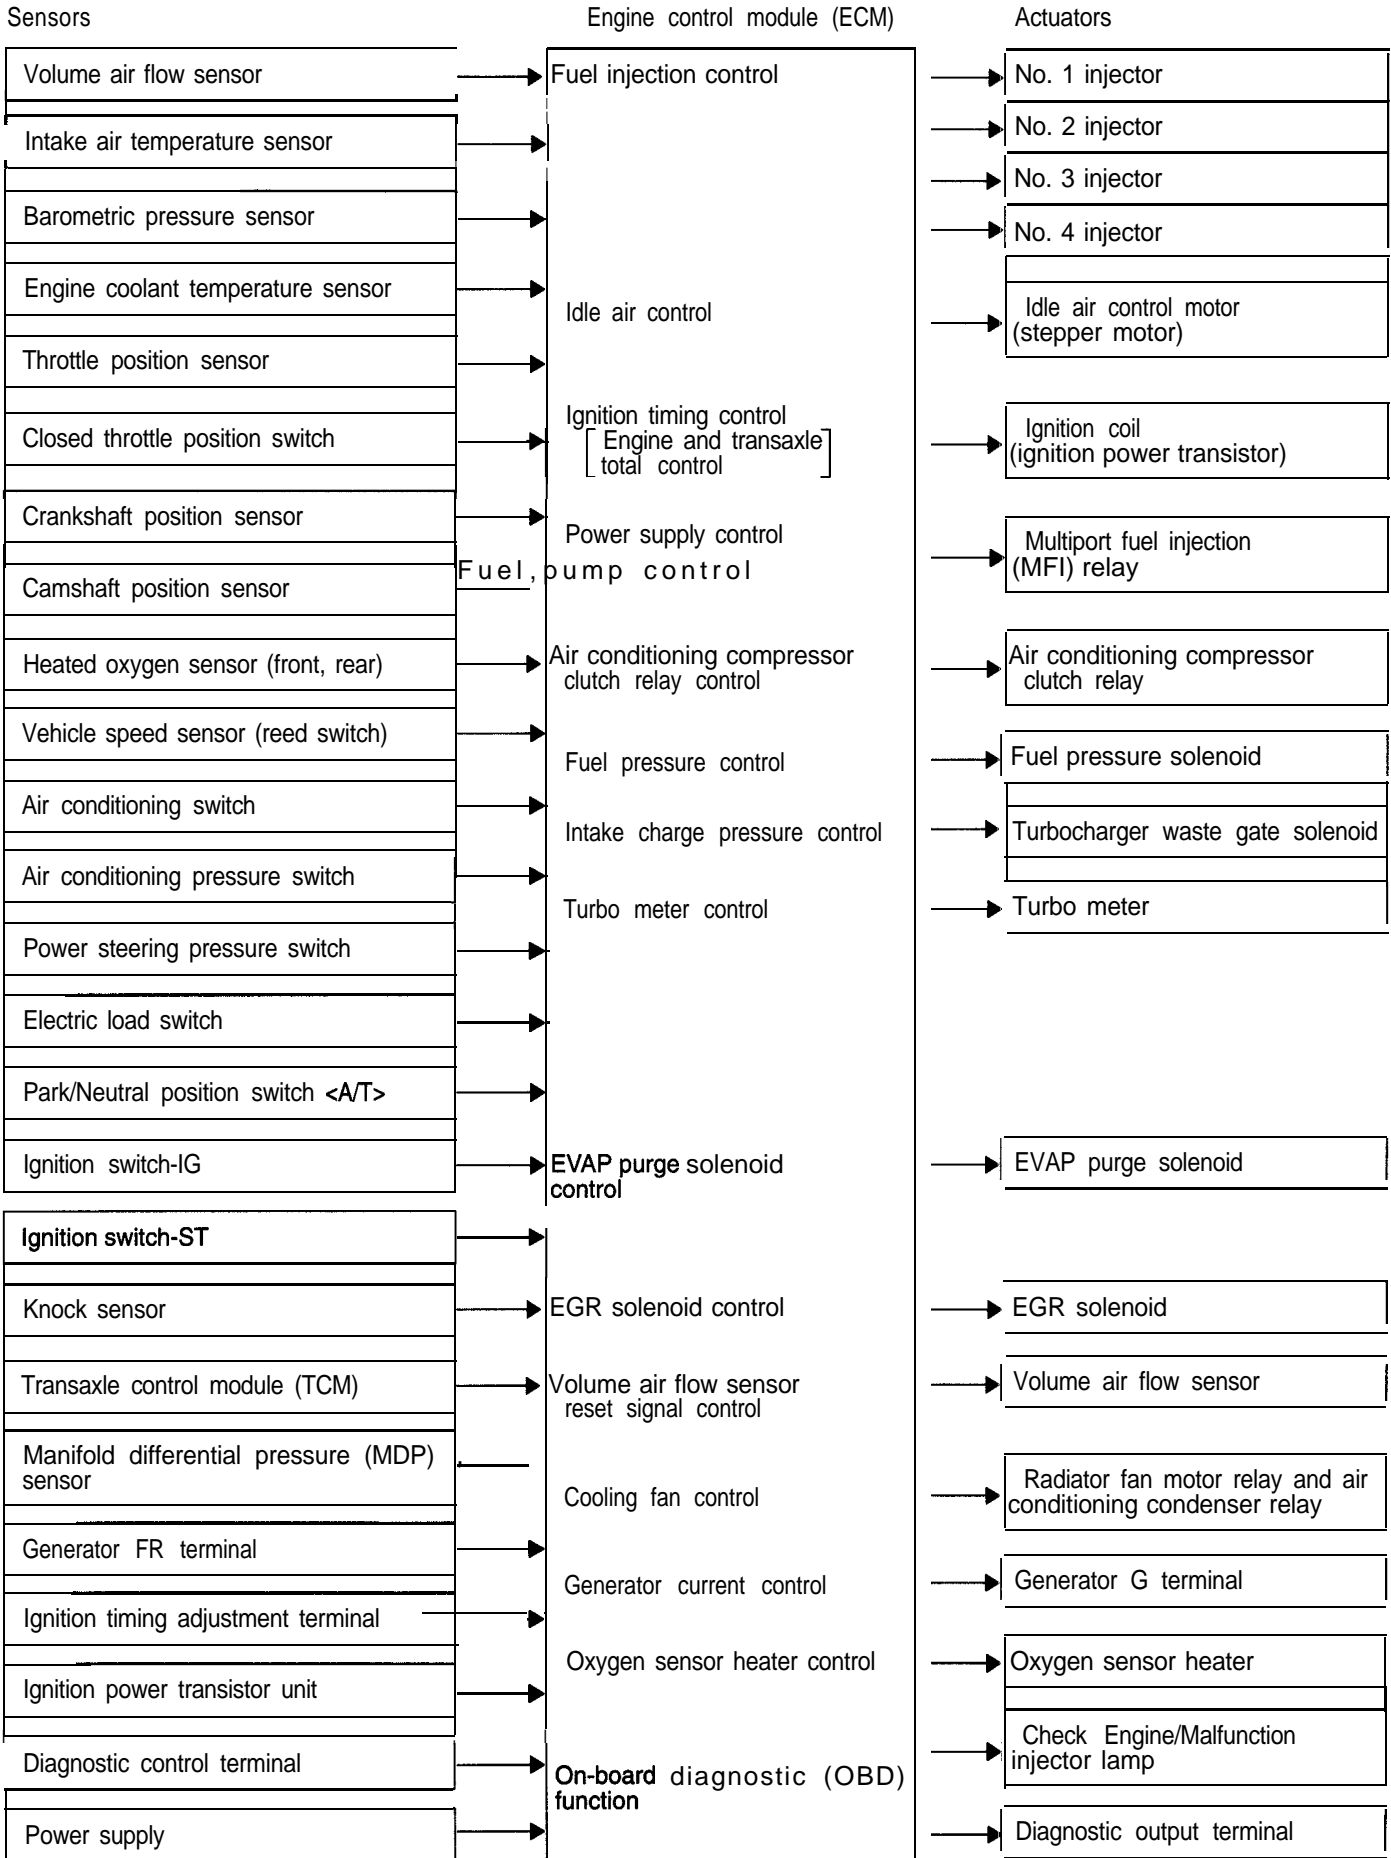 Sensors
Engine control module (ECM)
Actuators
Volume air flow sensor
Intake air temperature sensor
Barometric pressure sensor
Engine coolant temperature sensor
Throttle position sensor
Closed throttle position switch
Crankshaft position sensor
Camshaft position sensor
Heated oxygen sensor (front, rear)
Vehicle speed sensor (reed switch)
Air conditioning switch
Air conditioning pressure switch
Power steering pressure switch
Electric load switch
Park/Neutral position switch <A/T>
Ignition switch-IG
Ignition switch-ST
Knock sensor
Transaxle control module (TCM)
Manifold differential pressure (MDP)
sensor
Generator FR terminal
Ignition timing adjustment terminal
Ignition power transistor unit
Diagnostic control terminal
Power supply
Fuel injection control
Idle air control
Ignition timing control
Engine and transaxle
total control
Power supply control
Fuel,pump control
Air conditioning compressor
clutch relay control
Fuel pressure control
Intake charge pressure control
Turbo meter control
EVAP purge solenoid
control
EGR solenoid control
Volume air flow sensor
reset signal control
Cooling fan control
Generator current control
Oxygen sensor heater control
On-board diagnostic (OBD)
function
No. 1 injector
No. 2 injector
No. 3 injector
No. 4 injector
Idle air control motor
(stepper motor)
Ignition coil
(ignition power transistor)
Multiport fuel injection
(MFI) relay
Air conditioning compressor
clutch relay
Fuel pressure solenoid
Turbocharger waste gate solenoid
Turbo meter
EVAP purge solenoid
EGR solenoid
Volume air flow sensor
Radiator fan motor relay and air
conditioning condenser relay
Generator G terminal
Oxygen sensor heater
Check Engine/Malfunction
injector lamp
Diagnostic output terminal